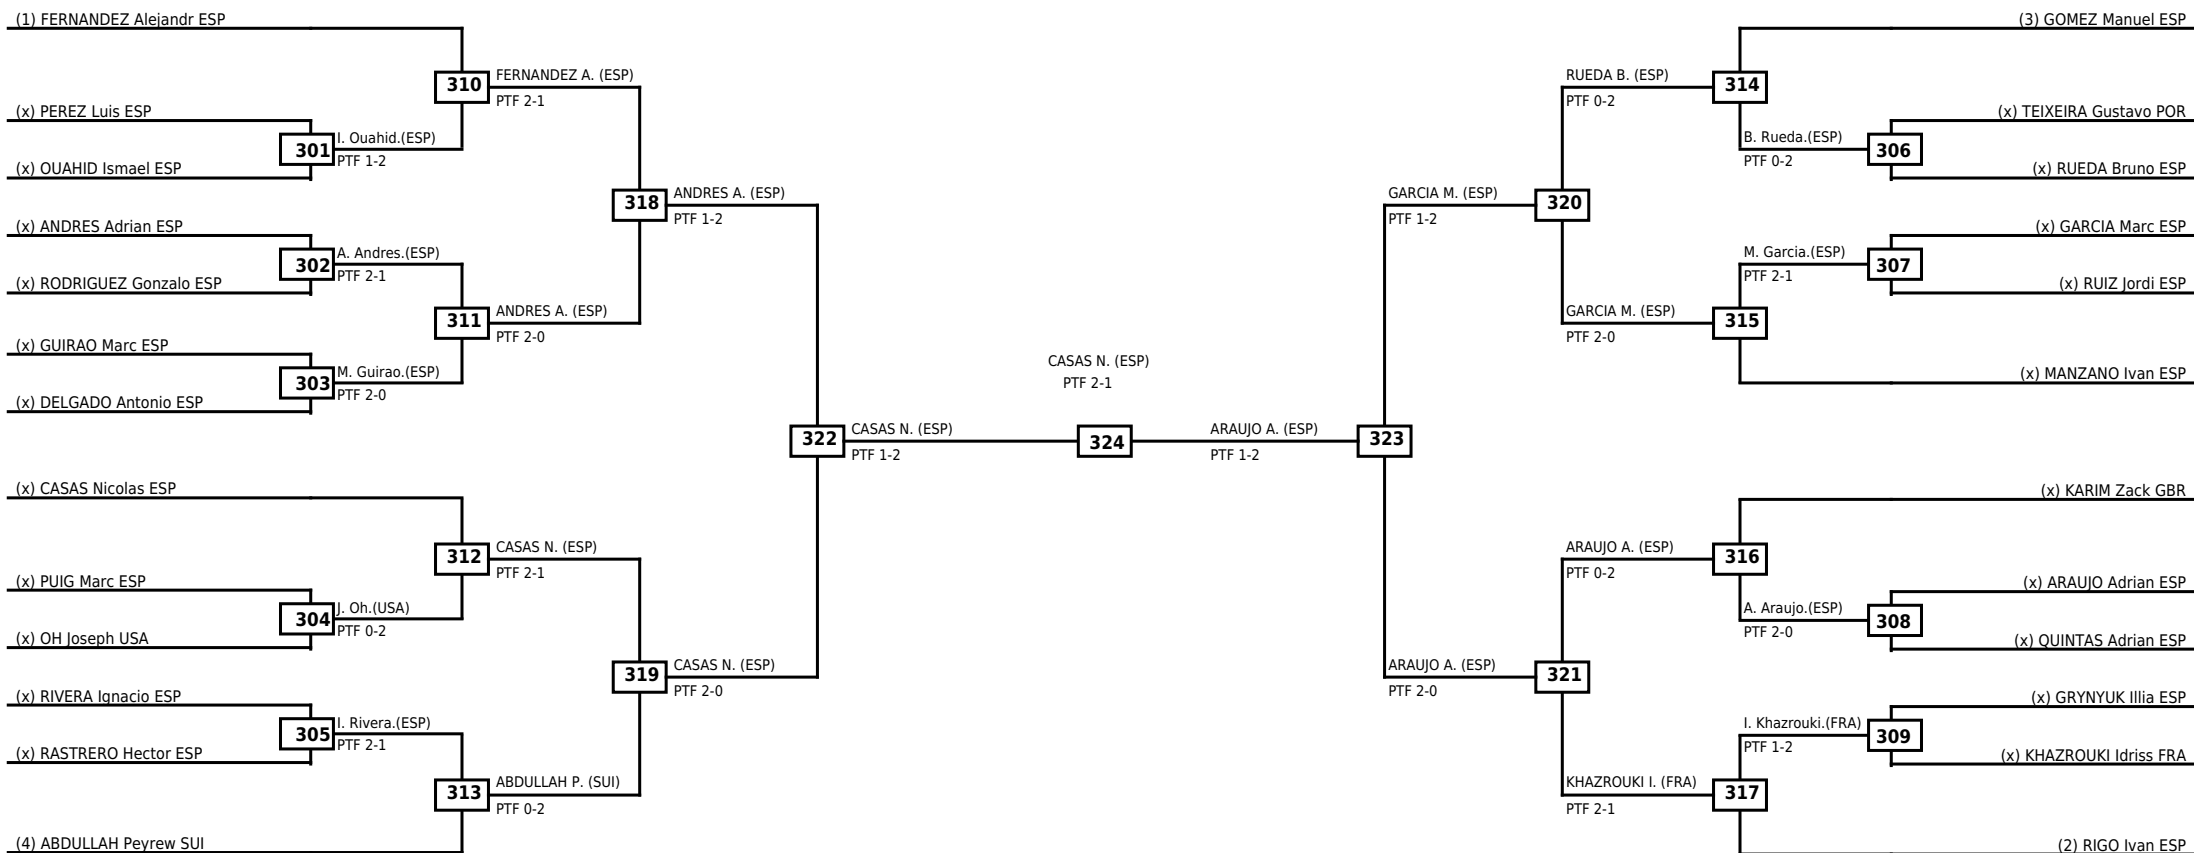 (1) FERNANDEZ Alejandr ESP
310
FERNANDEZ A. (ESP)
PTF 2-1
(x) PEREZ Luis ESP
301
I. Ouahid.(ESP)
PTF 1-2
(x) OUAHID Ismael ESP
318
ANDRES A. (ESP)
PTF 1-2
(x) ANDRES Adrian ESP
302
A. Andres.(ESP)
PTF 2-1
(x) RODRIGUEZ Gonzalo ESP
311
ANDRES A. (ESP)
PTF 2-0
(x) GUIRAO Marc ESP
303
M. Guirao.(ESP)
PTF 2-0
(x) DELGADO Antonio ESP
322
CASAS N. (ESP)
PTF 1-2
(x) CASAS Nicolas ESP
312
CASAS N. (ESP)
PTF 2-1
(x) PUIG Marc ESP
304
J. Oh.(USA)
PTF 0-2
(x) OH Joseph USA
319
CASAS N. (ESP)
PTF 2-0
(x) RIVERA Ignacio ESP
305
I. Rivera.(ESP)
PTF 2-1
(x) RASTRERO Hector ESP
313
ABDULLAH P. (SUI)
PTF 0-2
(4) ABDULLAH Peyrew SUI
CASAS N. (ESP)
PTF 2-1
324
(3) GOMEZ Manuel ESP
RUEDA B. (ESP)
PTF 0-2
314
(x) TEIXEIRA Gustavo POR
B. Rueda.(ESP)
PTF 0-2
306
(x) RUEDA Bruno ESP
GARCIA M. (ESP)
PTF 1-2
320
(x) GARCIA Marc ESP
M. Garcia.(ESP)
PTF 2-1
307
(x) RUIZ Jordi ESP
GARCIA M. (ESP)
PTF 2-0
315
(x) MANZANO Ivan ESP
ARAUJO A. (ESP)
PTF 1-2
323
(x) KARIM Zack GBR
ARAUJO A. (ESP)
PTF 0-2
316
(x) ARAUJO Adrian ESP
A. Araujo.(ESP)
PTF 2-0
308
(x) QUINTAS Adrian ESP
ARAUJO A. (ESP)
PTF 2-0
321
(x) GRYNYUK Illia ESP
I. Khazrouki.(FRA)
PTF 1-2
309
(x) KHAZROUKI Idriss FRA
KHAZROUKI I. (FRA)
PTF 2-1
317
(2) RIGO Ivan ESP